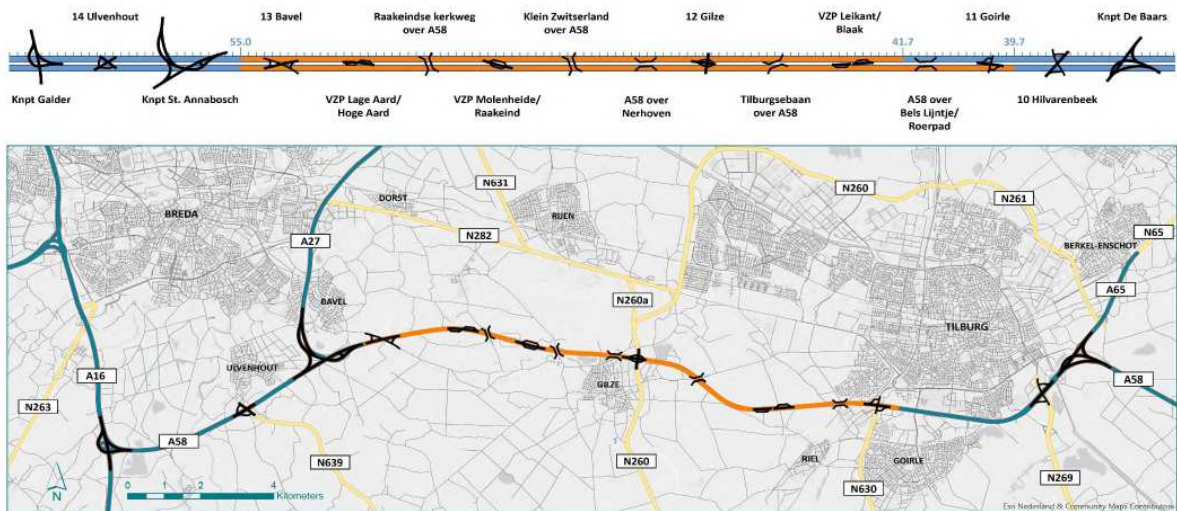 14 Ulvenhout
13 Bavel
Raakeindse kerkweg
over A58
Klein Zwitserland
over A58
12 Gilze
VZP Leikant/
Blaak
11 Goirle
Knpt De Baars
55.0
41.7
39.7
Knpt Galder
Knpt St. Annabosch
VZP Lage Aard/
Hoge Aard
VZP Molenheide/
Raakeind
A58 over
Nerhoven
Tilburgsebaan
over A58
A58 over
Bels Lijntje/
Roerpad
10 Hilvarenbeek
N631
N260
N261
DORST
BREDA
RIJEN
N65
N282
BERKEL-ENSCHOT
A27
A65
N260a
BAVEL
TILBURG
ULVENHOUT
A16
GILZE
A58
N263
A58
RIEL
GOIRLE
N639
N260
N630
N269
N
0
2
4
Kilometers
Esri Nederland & Community Maps Contributors